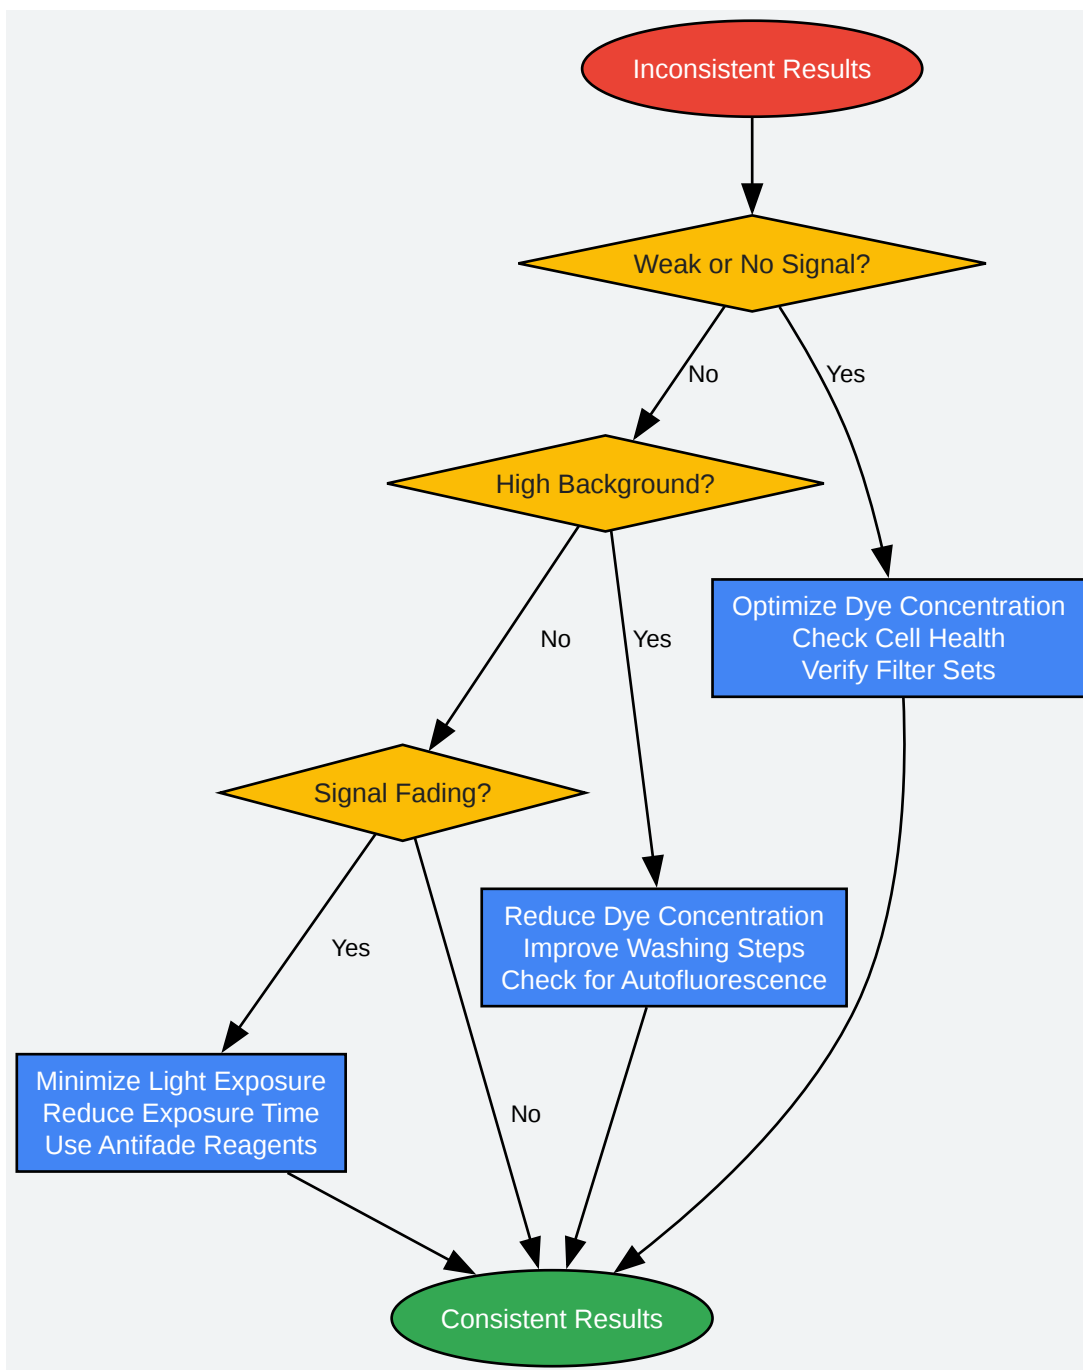 Inconsistent Results
Weak or No Signal?
No
Yes
High Background?
Optimize Dye Concentration
Check Cell Health
Verify Filter Sets
No
Yes
Signal Fading?
Reduce Dye Concentration
Improve Washing Steps
Check for Autofluorescence
Yes
Minimize Light Exposure
Reduce Exposure Time
Use Antifade Reagents
No
Consistent Results